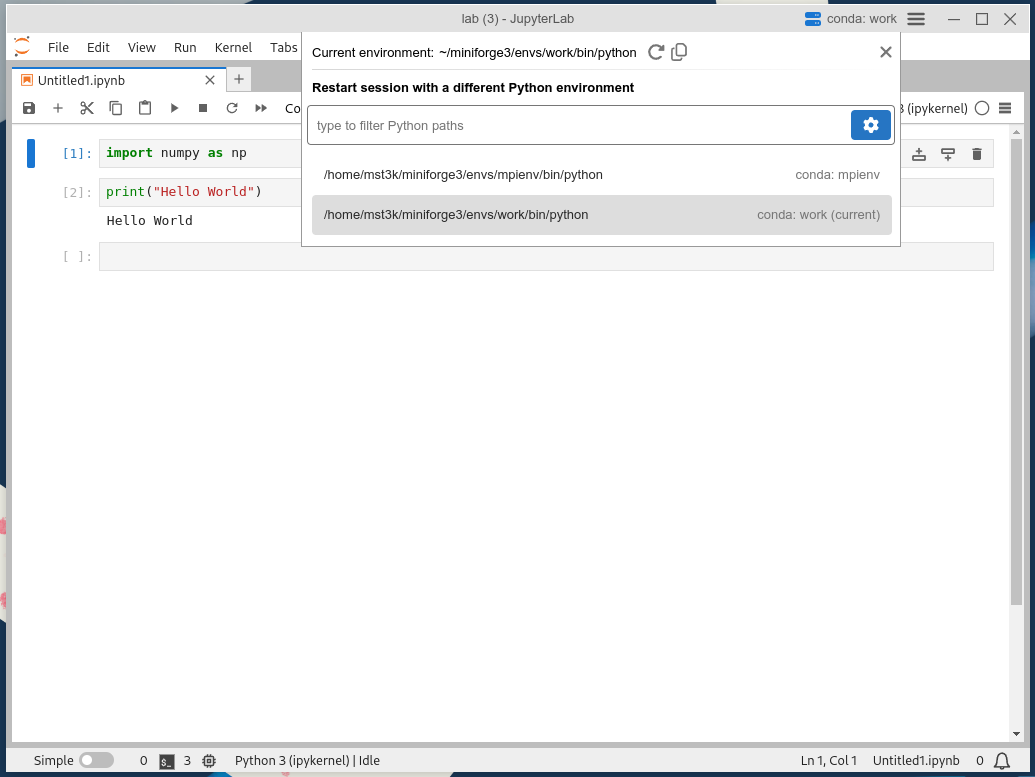 lab (3) - JupyterLab
conda: work
File Edit View Run Kernel Tabs
Current environment: ~/miniforge3/envs/work/bin/python
Restart session with a different Python environment
type to filter Python paths
/home/mst3k/miniforge3/envs/mpienv/bin/python conda: mpienv
/home/mst3k/miniforge3/envs/work/bin/python conda: work (current)
Untitled1.ipynb
Co
(ipykernel)
[1]: import numpy as np
[2]: print("Hello World")
Hello World
[ ]:
Simple 0 $_ 3 Python 3 (ipykernel) | Idle Ln 1, Col 1 Untitled1.ipynb 0